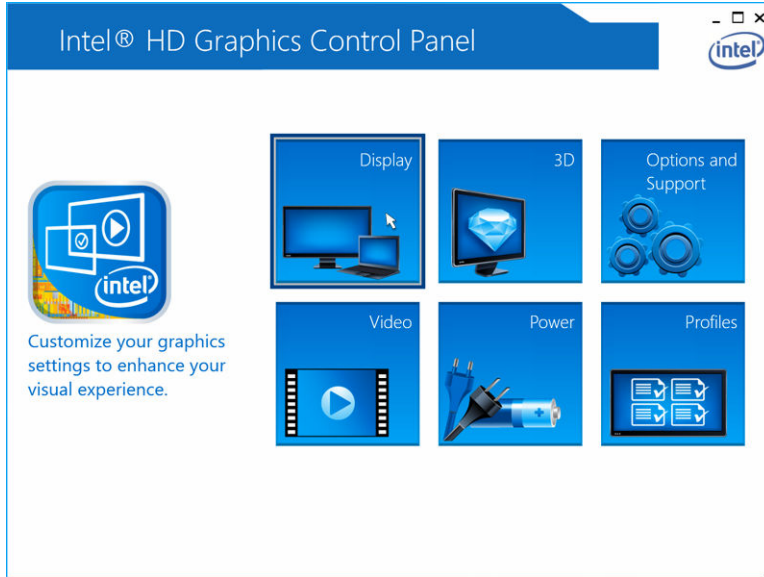 Intel® HD Graphics Control Panel
intel
Display
3D
Options and
Support
intel
Customize your graphics
settings to enhance your
visual experience.
Video
Power
Profiles